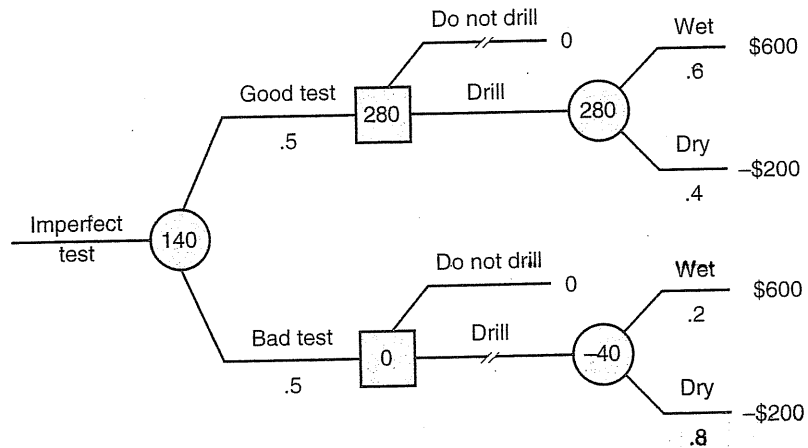 Do not drill
0
Wet
$600
.6
Good test
280
Drill
280
.5
Dry
–$200
.4
Imperfect
test
140
Do not drill
0
Wet
$600
.2
Bad test
0
Drill
–40
.5
Dry
–$200
.8